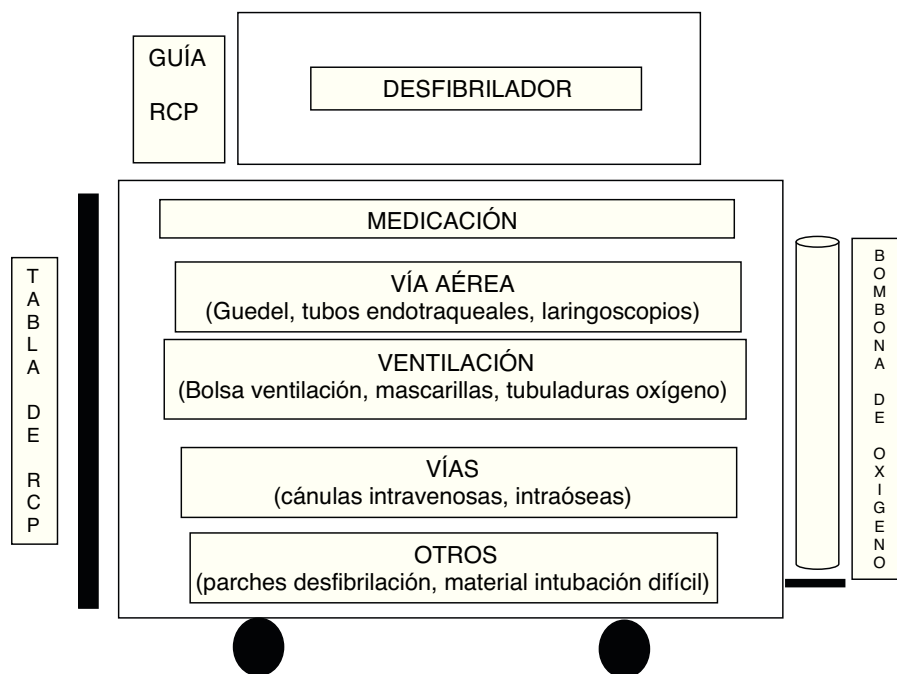 GUÍA
RCP
DESFIBRILADOR
MEDICACIÓN
VÍA AÉREA
(Guedel, tubos endotraqueales, laringoscopios)
VENTILACIÓN
(Bolsa ventilación, mascarillas, tubuladuras oxígeno)
VÍAS
(cánulas intravenosas, intraóseas)
OTROS
(parches desfibrilación, material intubación difícil)
TABLA DE RCP
BOMBONA DE OXIGENO